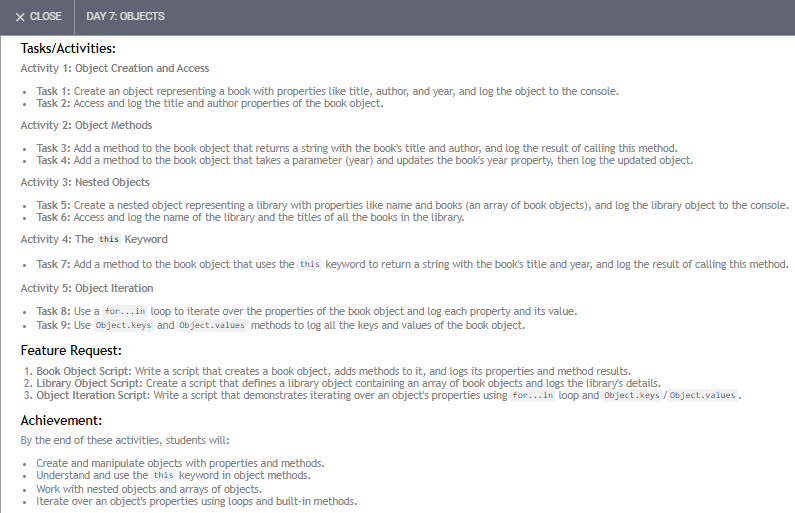 × CLOSE DAY 7: OBJECTS
Tasks/Activities:
Activity 1: Object Creation and Access
• Task 1: Create an object representing a book with properties like title, author, and year, and log the object to the console.
• Task 2: Access and log the title and author properties of the book object.
Activity 2: Object Methods
• Task 3: Add a method to the book object that returns a string with the book's title and author, and log the result of calling this method.
• Task 4: Add a method to the book object that takes a parameter (year) and updates the book's year property, then log the updated object.
Activity 3: Nested Objects
• Task 5: Create a nested object representing a library with properties like name and books (an array of book objects), and log the library object to the console.
• Task 6: Access and log the name of the library and the titles of all the books in the library.
Activity 4: The this Keyword
• Task 7: Add a method to the book object that uses the this keyword to return a string with the book's title and year, and log the result of calling this method.
Activity 5: Object Iteration
• Task 8: Use a for...in loop to iterate over the properties of the book object and log each property and its value.
• Task 9: Use Object.keys and Object.values methods to log all the keys and values of the book object.
Feature Request:
1. Book Object Script: Write a script that creates a book object, adds methods to it, and logs its properties and method results.
2. Library Object Script: Create a script that defines a library object containing an array of book objects and logs the library's details.
3. Object Iteration Script: Write a script that demonstrates iterating over an object's properties using for...in loop and Object.keys/Object.values.
Achievement:
By the end of these activities, students will:
• Create and manipulate objects with properties and methods.
• Understand and use the this keyword in object methods.
• Work with nested objects and arrays of objects.
• Iterate over an object's properties using loops and built-in methods.